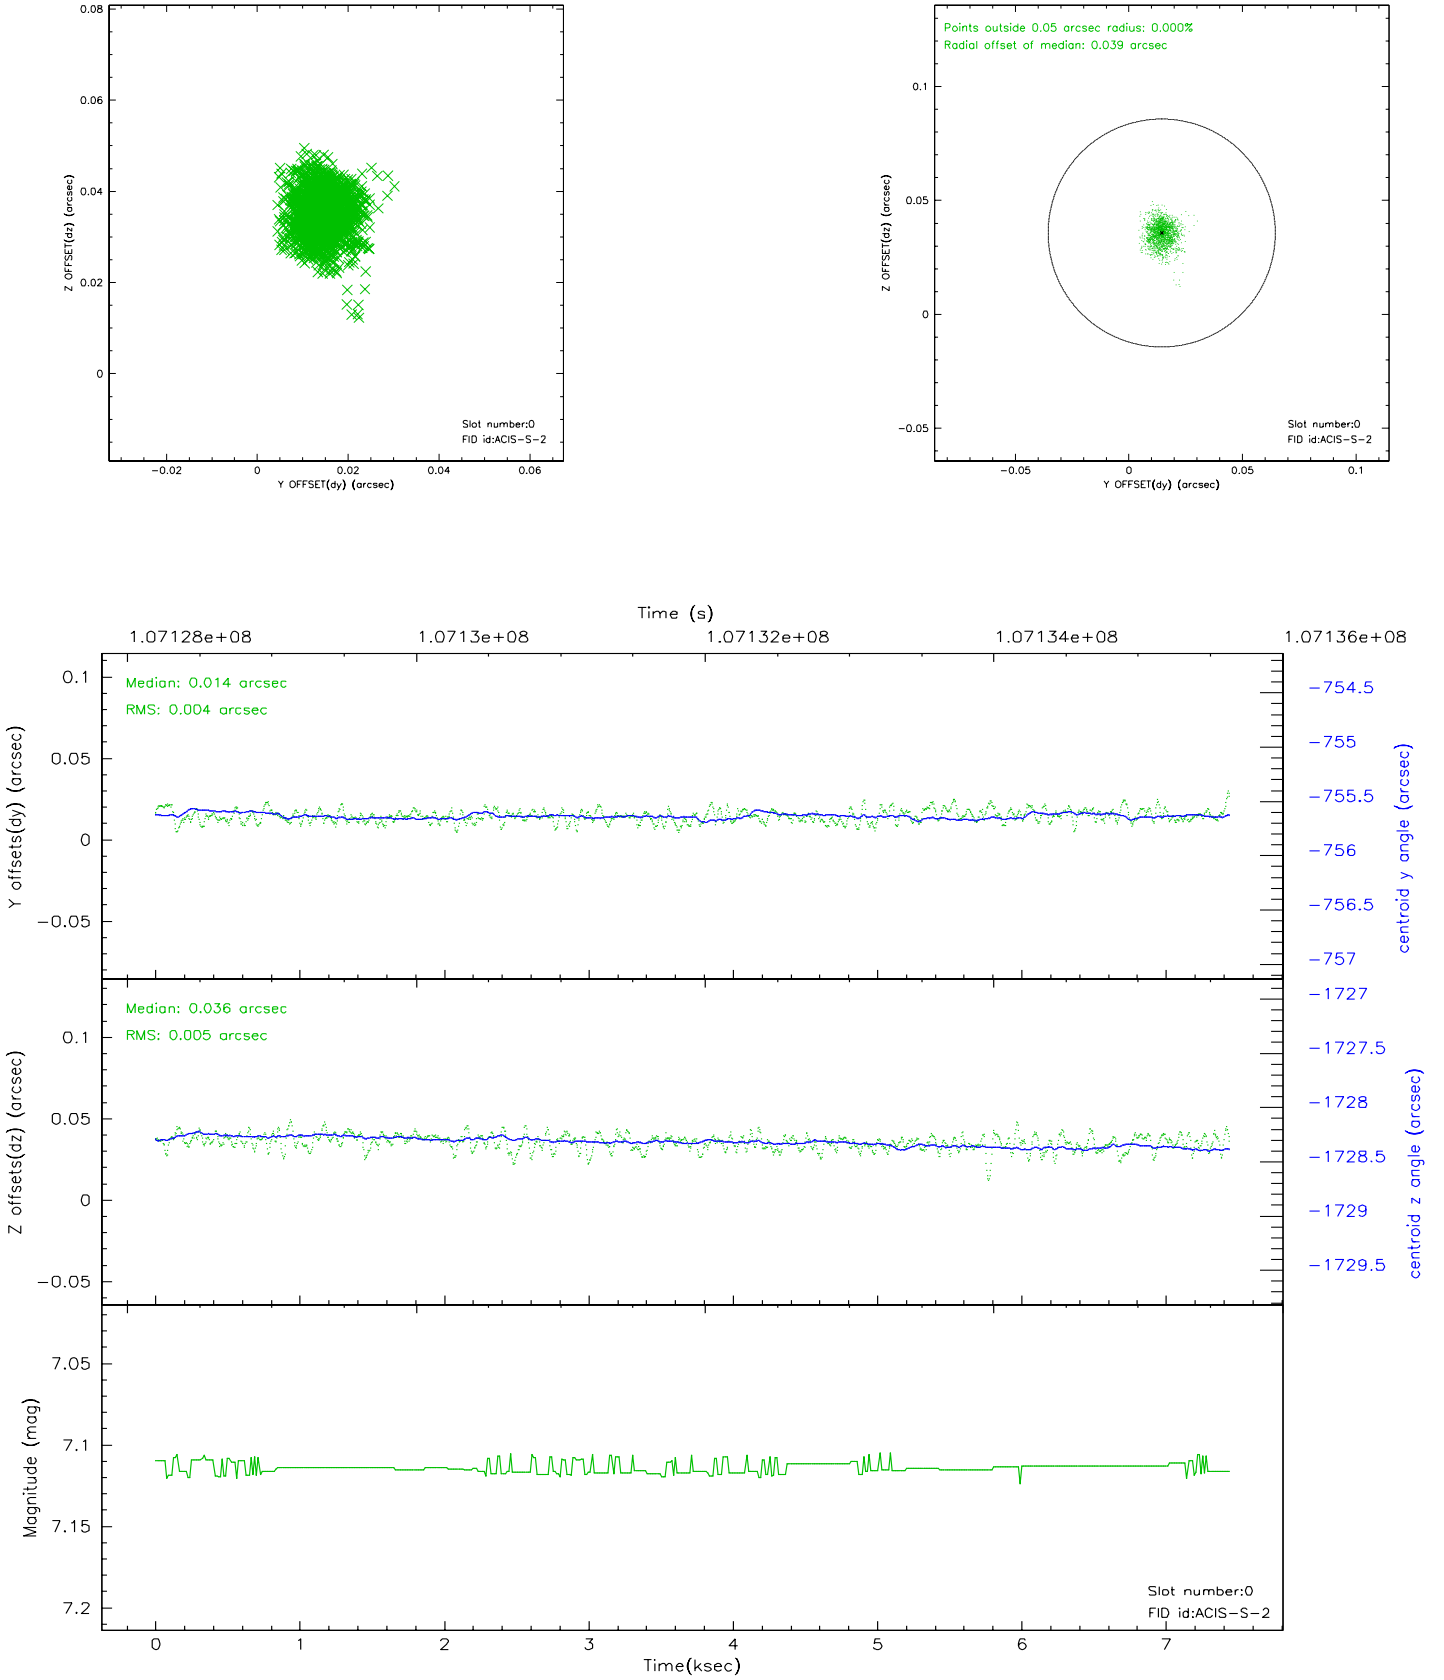 0.08
0.06
0.04
0.02
0
Z OFFSET(dz) (arcsec)
Slot number:0
FID id:ACIS-S-2
-0.02 0 0.02 0.04 0.06
Y OFFSET(dy) (arcsec)
Points outside 0.05 arcsec radius: 0.000%
Radial offset of median: 0.039 arcsec
0.1
0.05
0
-0.05
Z OFFSET(dz) (arcsec)
Slot number:0
FID id:ACIS-S-2
-0.05 0 0.05 0.1
Y OFFSET(dy) (arcsec)
Time (s)
1.07128e+08 1.0713e+08 1.07132e+08 1.07134e+08 1.07136e+08
Median: 0.014 arcsec
RMS: 0.004 arcsec
0.1
0.05
0
-0.05
Y offsets(dy) (arcsec)
-754.5
-755
-755.5
-756
-756.5
-757
centroid y angle (arcsec)
Median: 0.036 arcsec
RMS: 0.005 arcsec
0.1
0.05
0
-0.05
Z offsets(dz) (arcsec)
-1727
-1727.5
-1728
-1728.5
-1729
-1729.5
centroid z angle (arcsec)
7.05
7.1
7.15
7.2
Magnitude (mag)
Slot number:0
FID id:ACIS-S-2
0 1 2 3 4 5 6 7
Time(ksec)